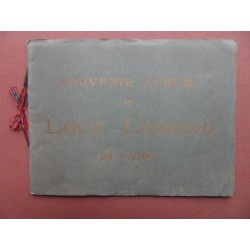 SOUVENIR ALBUM
OF
LOCH LOMOND